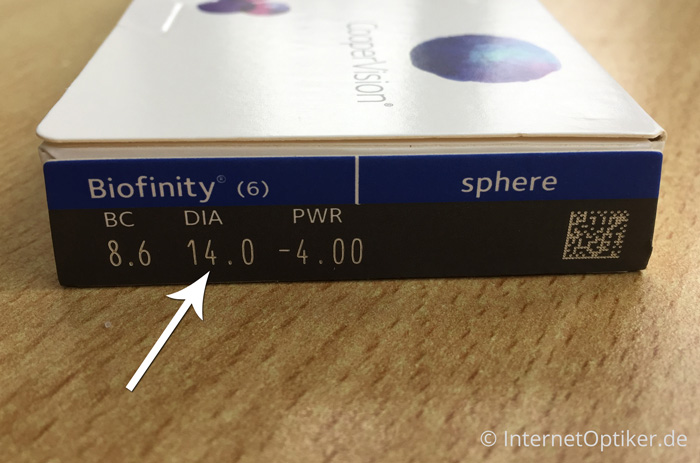 CooperVision®
Biofinity® (6) sphere
BC DIA PWR
8.6 14.0 -4.00
© InternetOptiker.de